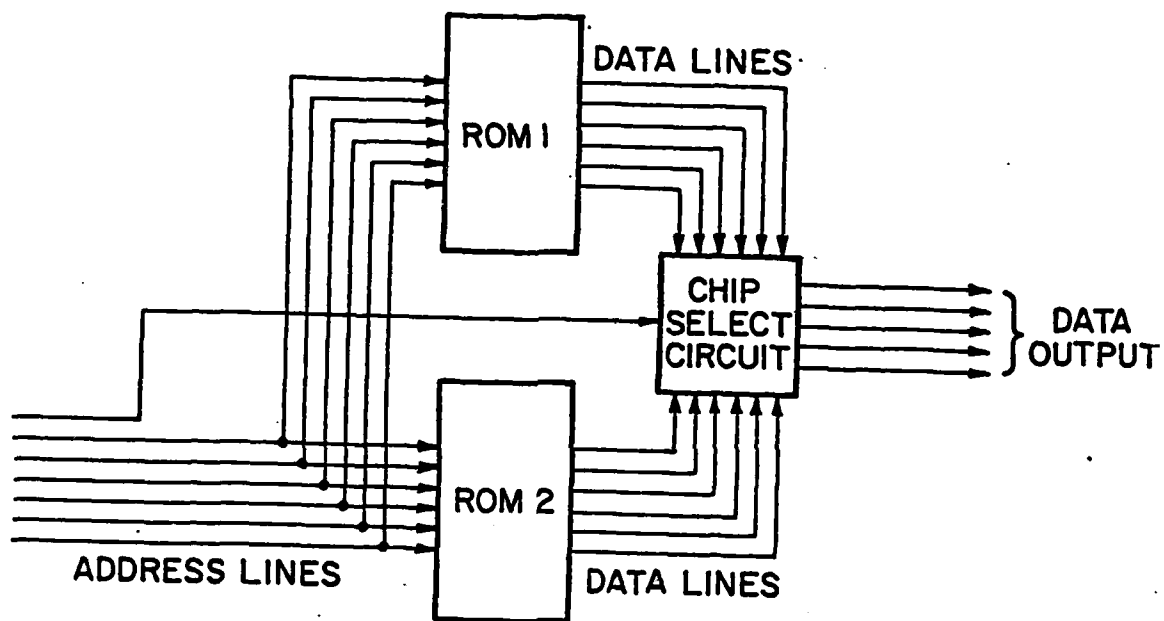 DATA LINES
ROM 1
CHIP
SELECT
CIRCUIT
DATA
OUTPUT
ROM 2
ADDRESS LINES
DATA LINES